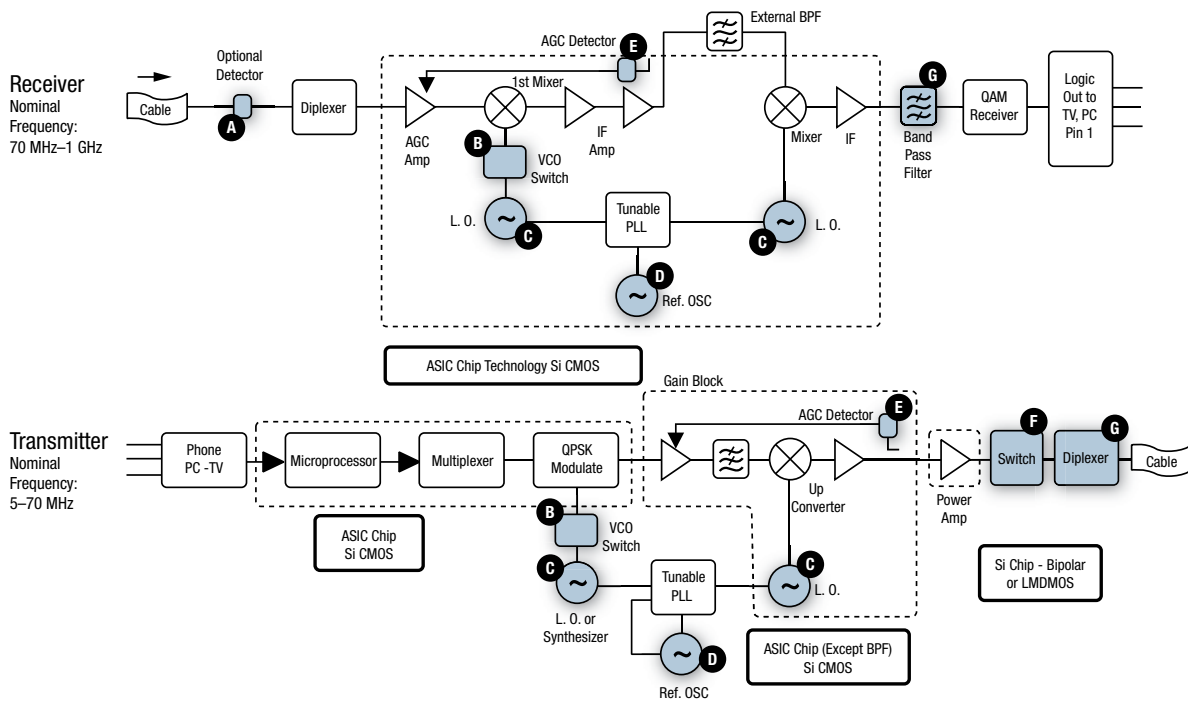 Receiver
Nominal
Frequency:
70 MHz–1 GHz
Cable
Optional
Detector
A
Diplexer
AGC
Amp
AGC Detector
E
1st Mixer
B
VCO
Switch
IF
Amp
External BPF
Mixer
IF
G
Band
Pass
Filter
QAM
Receiver
Logic
Out to
TV, PC
Pin 1
L. O.
~
C
Tunable
PLL
~
C
L. O.
D
~
Ref. OSC
ASIC Chip Technology Si CMOS
Transmitter
Nominal
Frequency:
5–70 MHz
Phone
PC -TV
Microprocessor
Multiplexer
QPSK
Modulate
ASIC Chip
Si CMOS
B
VCO
Switch
C
~
L. O. or
Synthesizer
Tunable
PLL
~
D
Ref. OSC
Gain Block
AGC Detector
E
Up
Converter
C
~
L. O.
ASIC Chip (Except BPF)
Si CMOS
Power
Amp
F
Switch
G
Diplexer
Cable
Si Chip - Bipolar
or LMDMOS